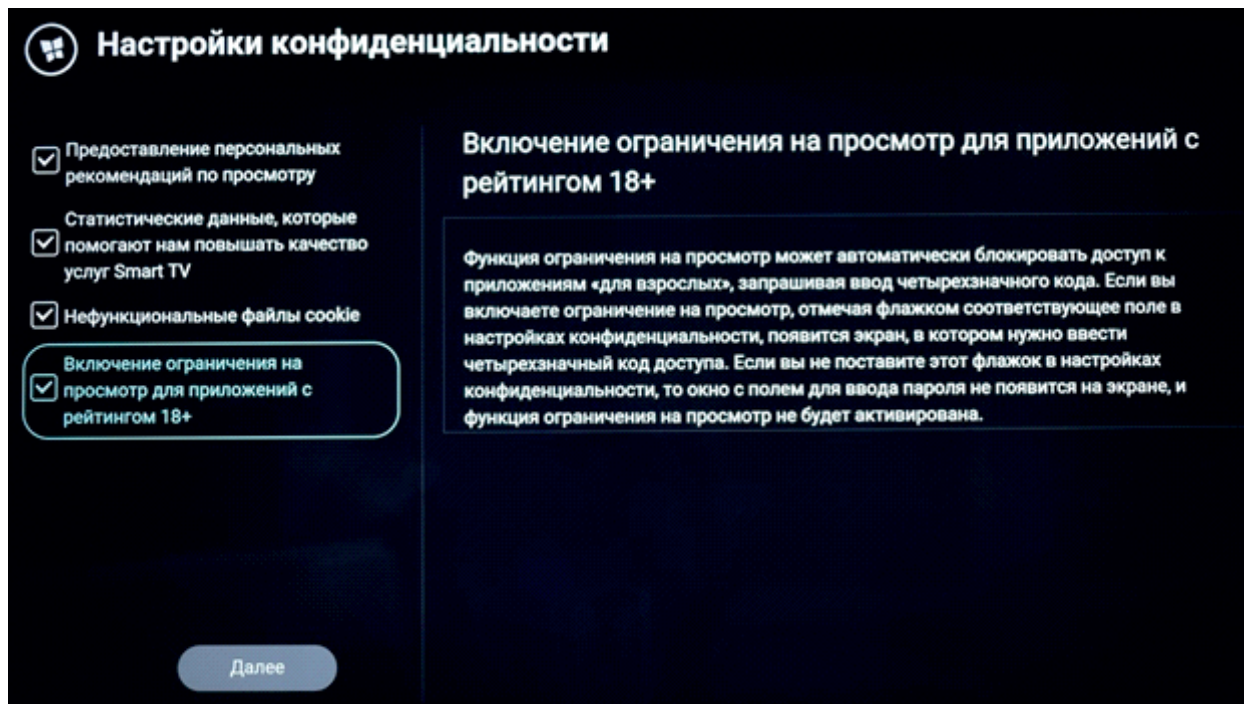 Настройки конфиденциальности
Предоставление персональных
рекомендаций по просмотру
Статистические данные, которые
помогают нам повышать качество
услуг Smart TV
Нефункциональные файлы cookie
Включение ограничения на
просмотр для приложений с
рейтингом 18+
Далее
Включение ограничения на просмотр для приложений с
рейтингом 18+
Функция ограничения на просмотр может автоматически блокировать доступ к
приложениям «для взрослых», запрашивая ввод четырехзначного кода. Если вы
включаете ограничение на просмотр, отмечая флажком соответствующее поле в
настройках конфиденциальности, появится экран, в котором нужно ввести
четырехзначный код доступа. Если вы не поставите этот флажок в настройках
конфиденциальности, то окно с полем для ввода пароля не появится на экране, и
функция ограничения на просмотр не будет активирована.